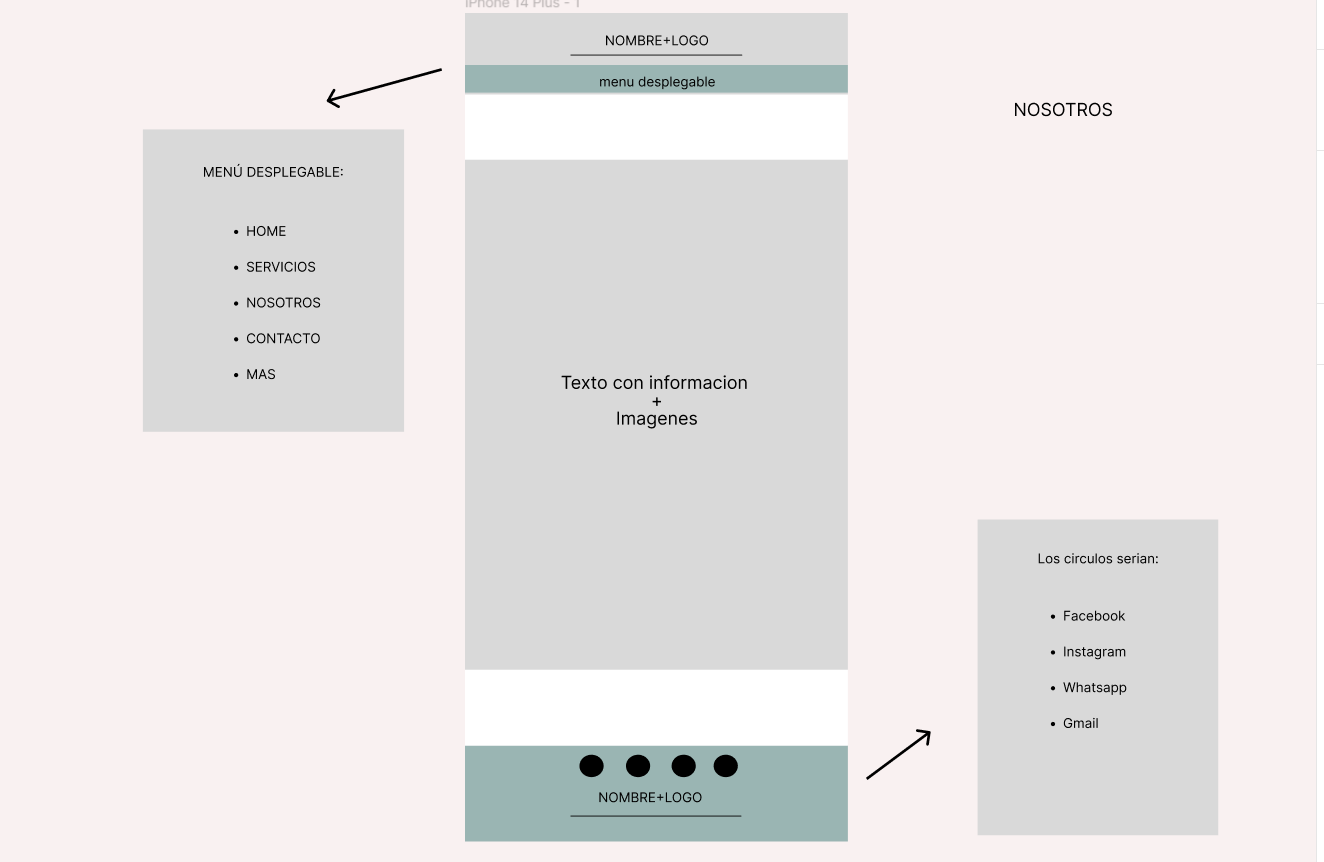 iPhone 14 Plus - 1
NOMBRE+LOGO
menu desplegable
NOSOTROS
MENÚ DESPLEGABLE:
• HOME
• SERVICIOS
• NOSOTROS
• CONTACTO
• MAS
Texto con informacion
+
Imagenes
Los circulos serian:
• Facebook
• Instagram
• Whatsapp
• Gmail
NOMBRE+LOGO